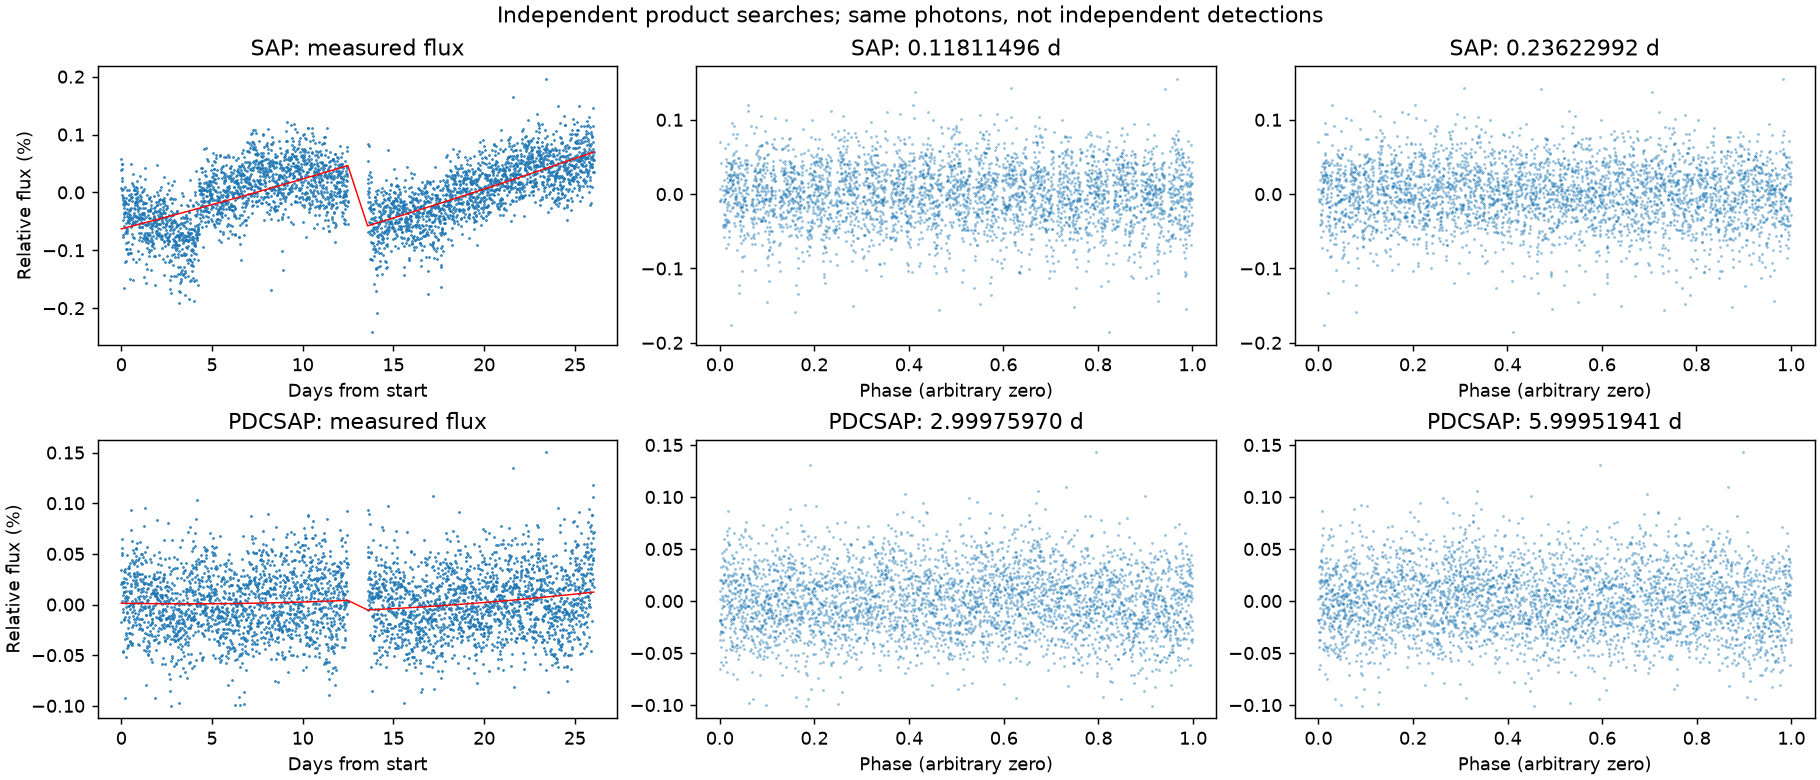 Independent product searches; same photons, not independent detections
SAP: measured flux
SAP: 0.11811496 d
SAP: 0.23622992 d
Relative flux (%)
0.2
0.1
0.0
−0.1
−0.2
0 5 10 15 20 25
Days from start
0.1
0.0
−0.1
−0.2
0.0 0.2 0.4 0.6 0.8 1.0
Phase (arbitrary zero)
0.1
0.0
−0.1
−0.2
0.0 0.2 0.4 0.6 0.8 1.0
Phase (arbitrary zero)
PDCSAP: measured flux
PDCSAP: 2.99975970 d
PDCSAP: 5.99951941 d
Relative flux (%)
0.15
0.10
0.05
0.00
−0.05
−0.10
0 5 10 15 20 25
Days from start
0.15
0.10
0.05
0.00
−0.05
−0.10
0.0 0.2 0.4 0.6 0.8 1.0
Phase (arbitrary zero)
0.15
0.10
0.05
0.00
−0.05
−0.10
0.0 0.2 0.4 0.6 0.8 1.0
Phase (arbitrary zero)